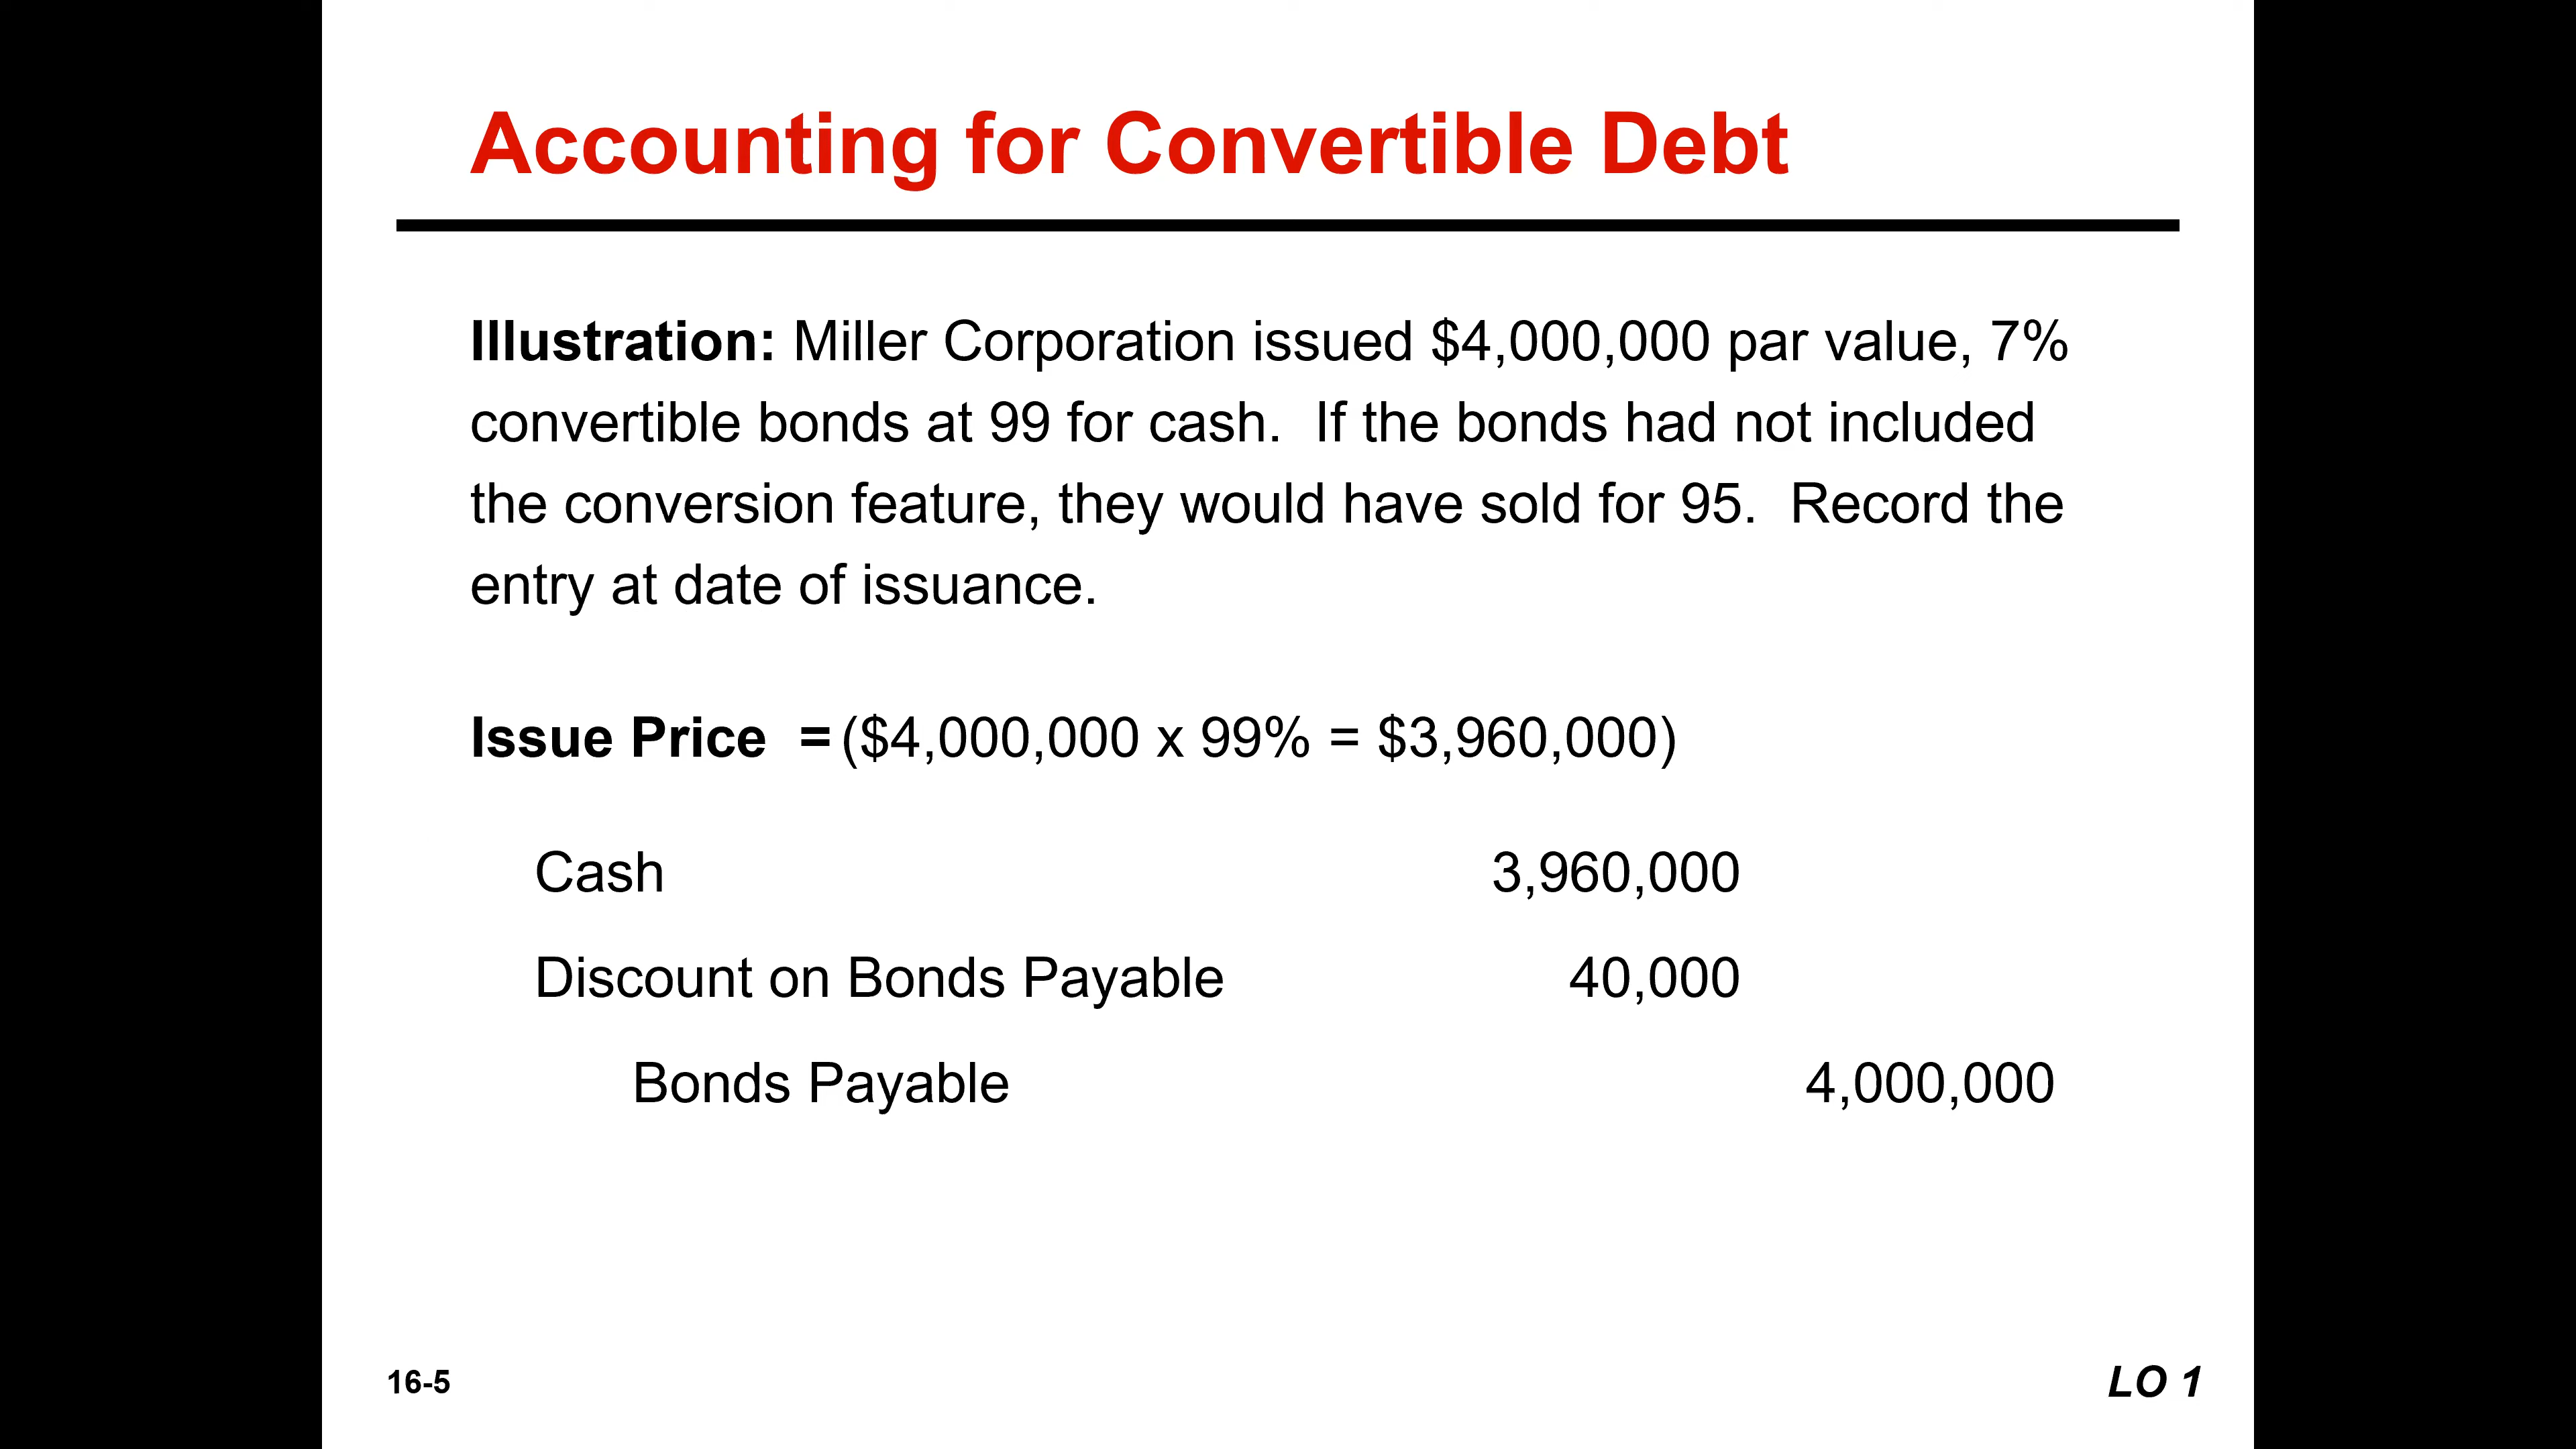 Accounting for Convertible Debt
Illustration: Miller Corporation issued $4,000,000 par value, 7%
convertible bonds at 99 for cash.  If the bonds had not included
the conversion feature, they would have sold for 95.  Record the
entry at date of issuance.
Issue Price = ($4,000,000 x 99% = $3,960,000)
Cash 3,960,000
Discount on Bonds Payable 40,000
Bonds Payable 4,000,000
16-5 LO 1